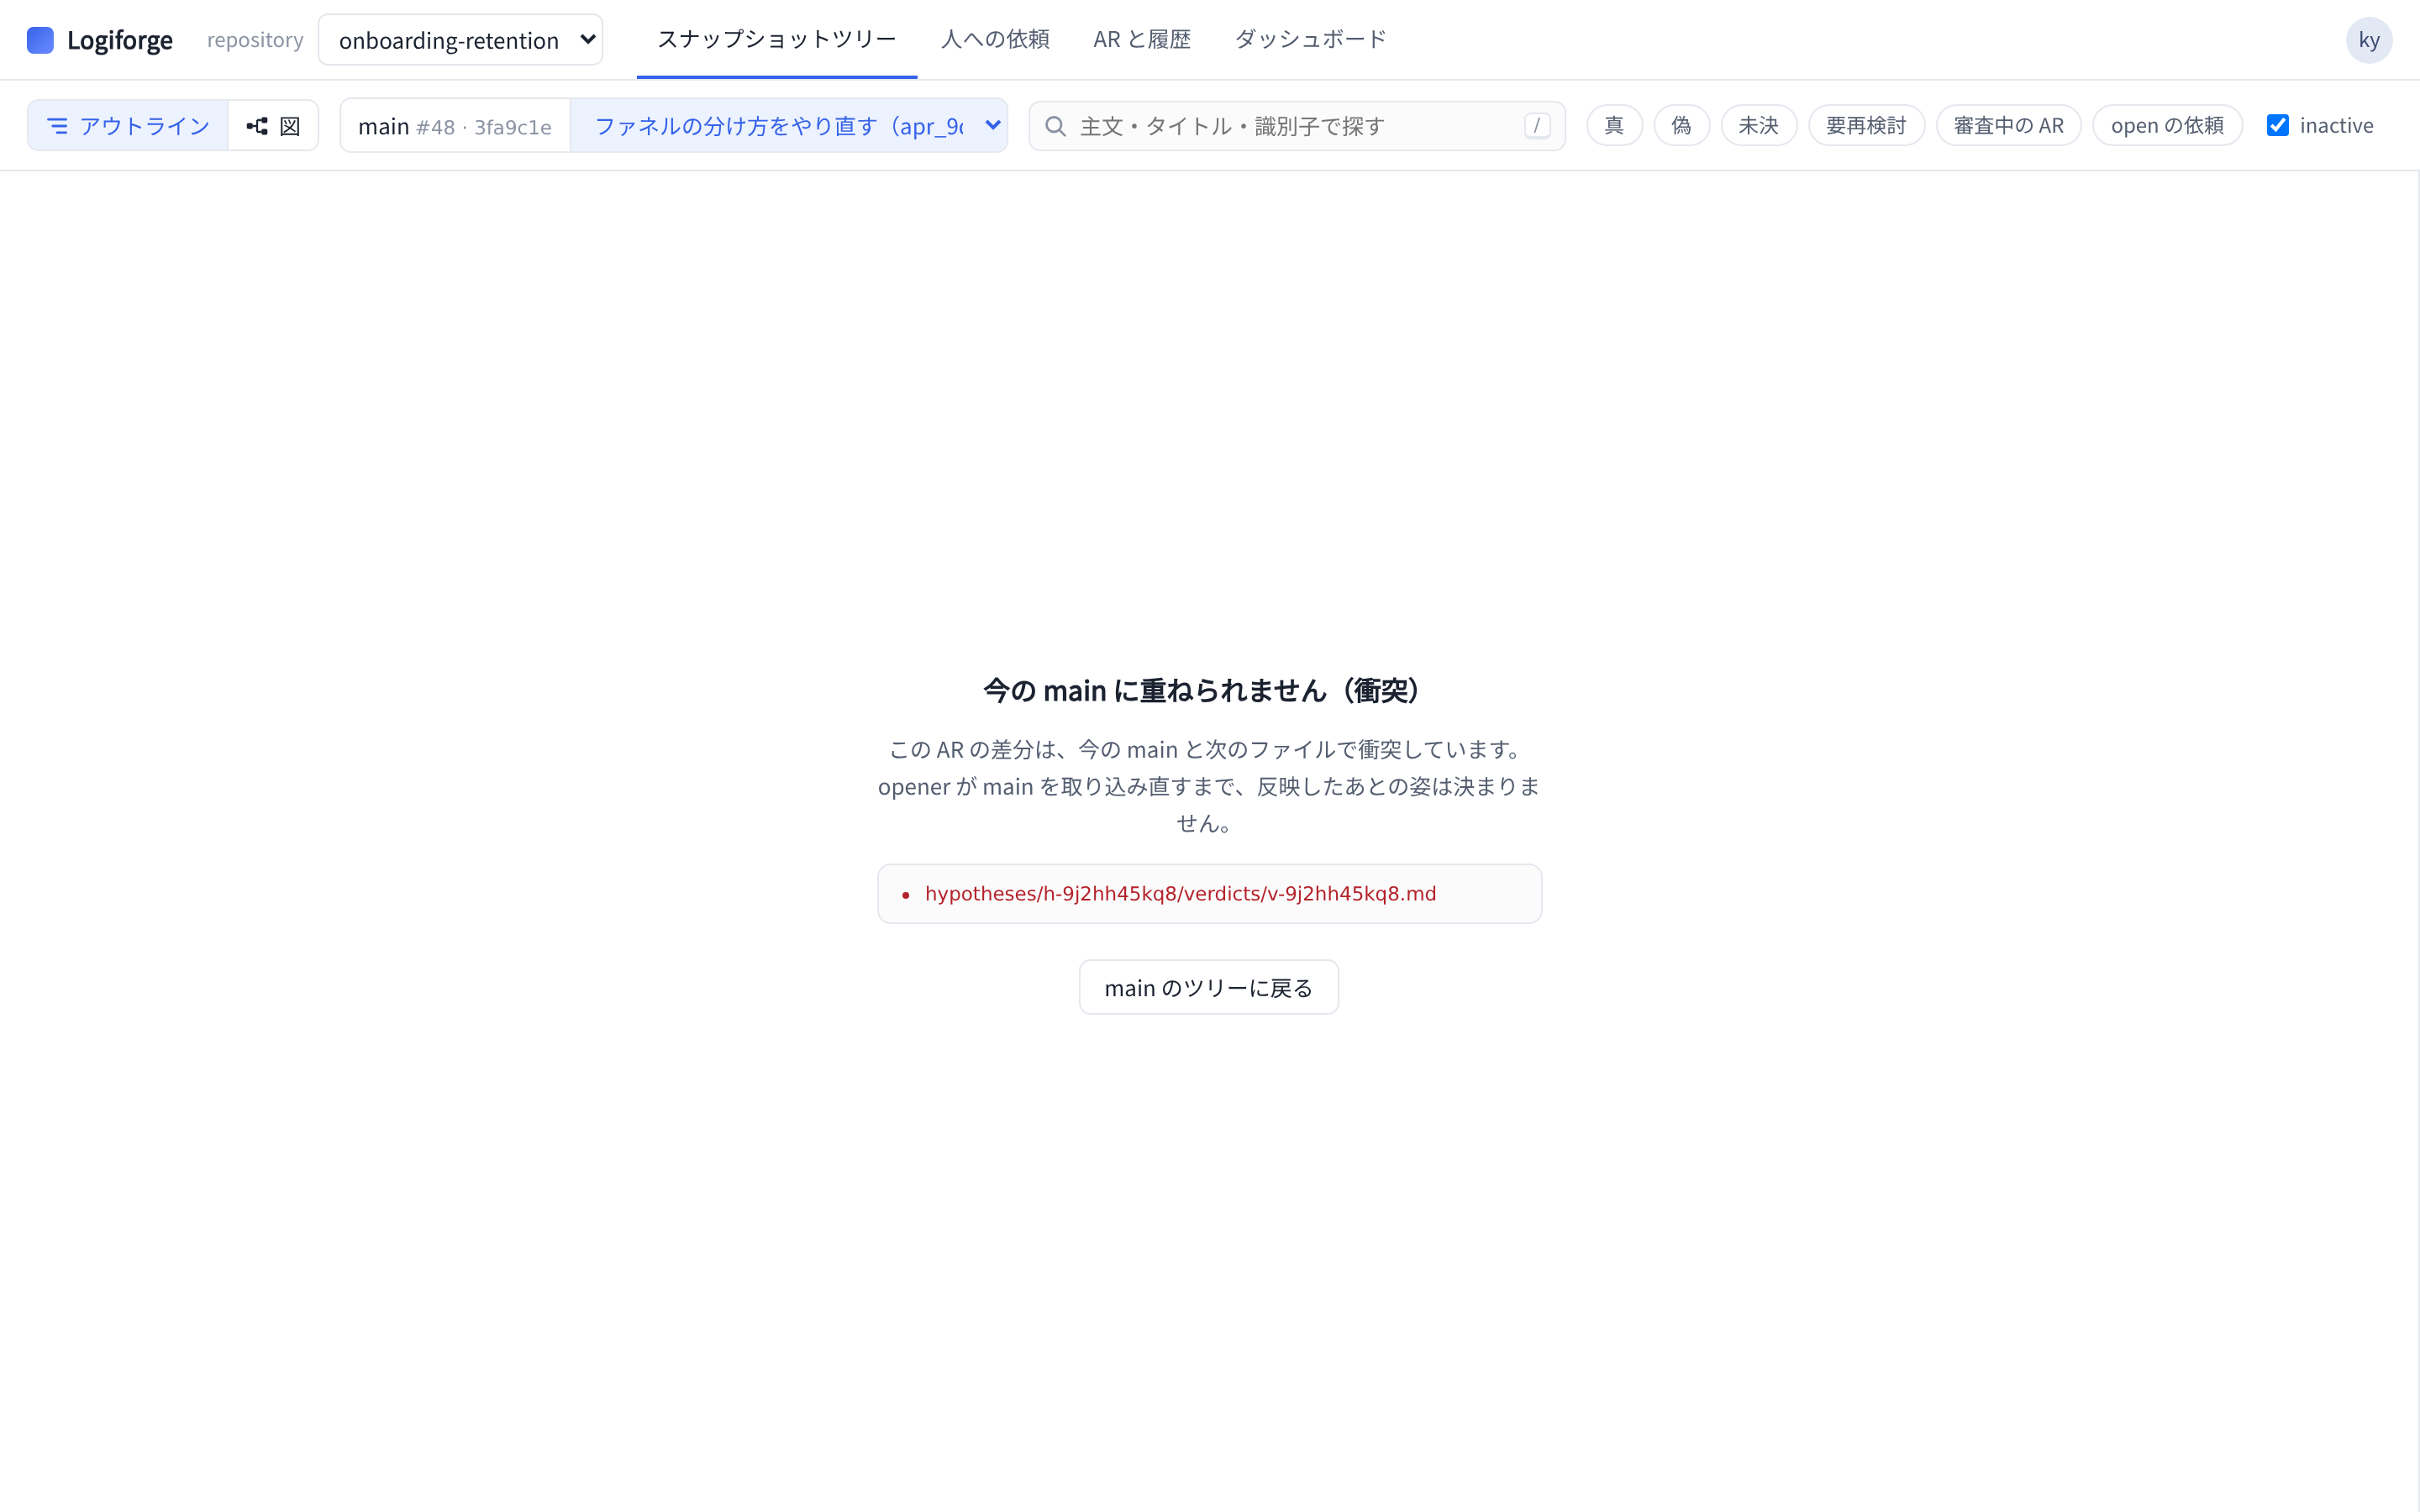 Logiforge
repository
onboarding-retention
スナップショットツリー
人への依頼
AR と履歴
ダッシュボード
ky
アウトライン
図
main #48 · 3fa9c1e
ファネルの分け方をやり直す（apr_9
主文・タイトル・識別子で探す
/
真
偽
未決
要再検討
審査中の AR
open の依頼
inactive
今の main に重ねられません（衝突）
この AR の差分は、今の main と次のファイルで衝突しています。
opener が main を取り込み直すまで、反映したあとの姿は決まりま
せん。
• hypotheses/h-9j2hh45kq8/verdicts/v-9j2hh45kq8.md
main のツリーに戻る